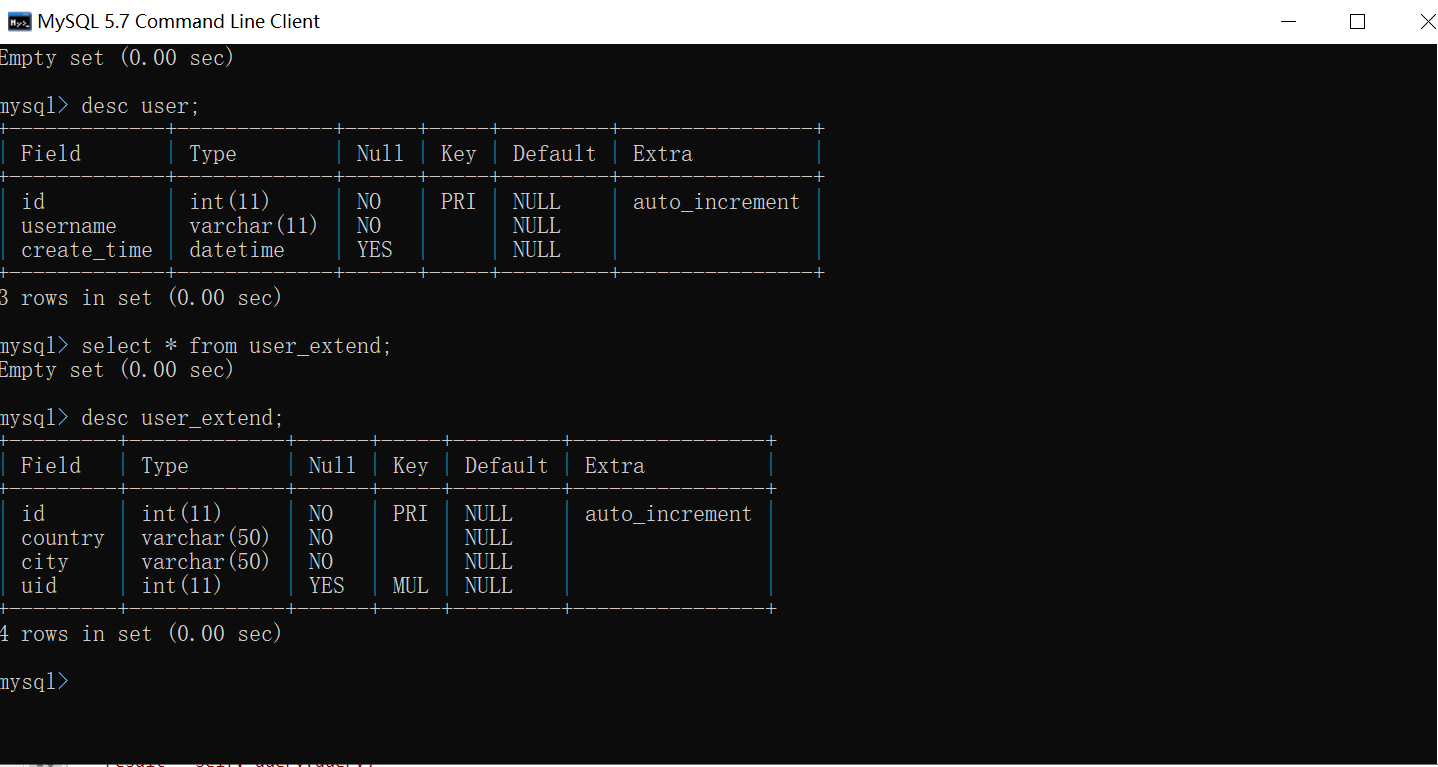 MySQL 5.7 Command Line Client
Empty set (0.00 sec)
mysql> desc user;
+-------------+-------------+------+-----+---------+----------------+
| Field       | Type        | Null | Key | Default | Extra          |
+-------------+-------------+------+-----+---------+----------------+
| id          | int(11)     | NO   | PRI | NULL    | auto_increment |
| username    | varchar(11) | NO   |     | NULL    |                |
| create_time | datetime    | YES  |     | NULL    |                |
+-------------+-------------+------+-----+---------+----------------+
3 rows in set (0.00 sec)
mysql> select * from user_extend;
Empty set (0.00 sec)
mysql> desc user_extend;
+---------+-------------+------+-----+---------+----------------+
| Field   | Type        | Null | Key | Default | Extra          |
+---------+-------------+------+-----+---------+----------------+
| id      | int(11)     | NO   | PRI | NULL    | auto_increment |
| country | varchar(50) | NO   |     | NULL    |                |
| city    | varchar(50) | NO   |     | NULL    |                |
| uid     | int(11)     | YES  | MUL | NULL    |                |
+---------+-------------+------+-----+---------+----------------+
4 rows in set (0.00 sec)
mysql>